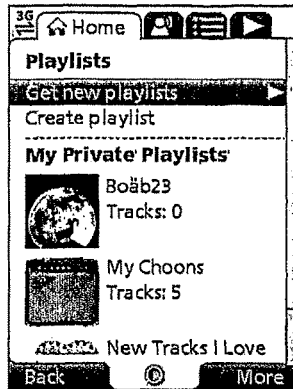 3G
Home
Playlists
Get new playlists
Create playlist
My Private Playlists
Boäb23
Tracks: 0
My Choons
Tracks: 5
New Tracks I Love
Back
More